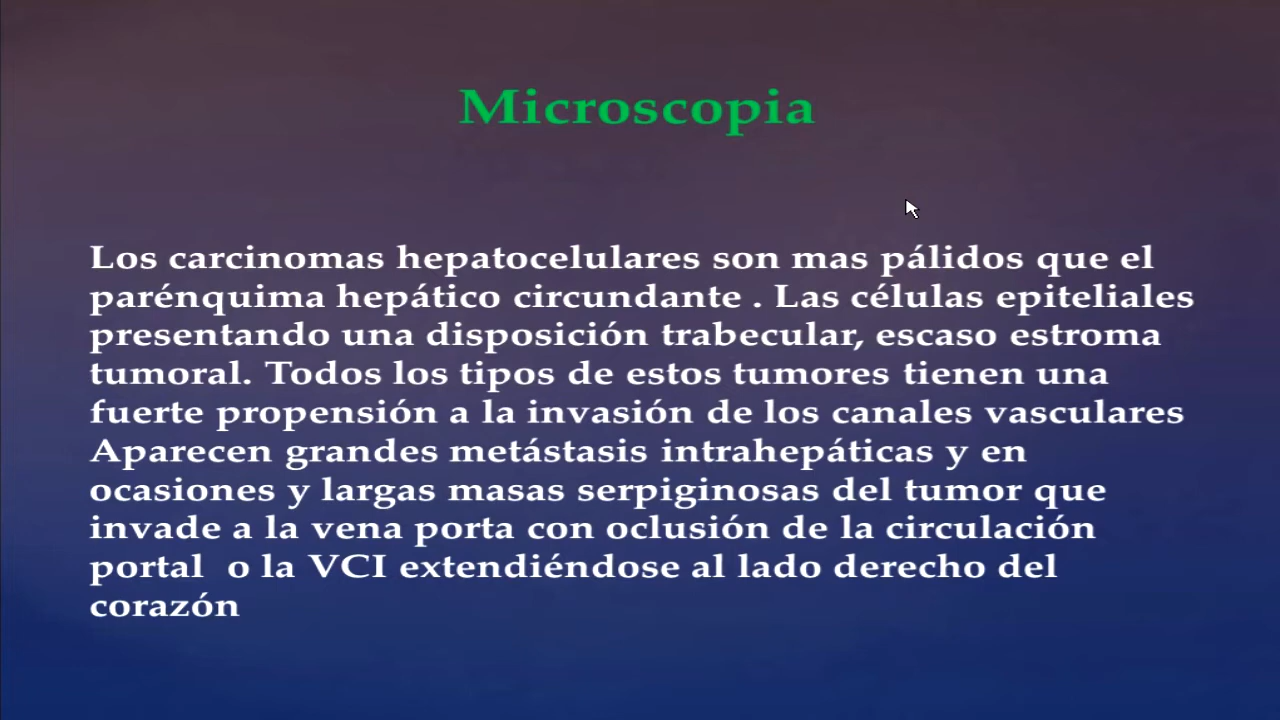 Microscopia
Los carcinomas hepatocelulares son mas pálidos que el
parénquima hepático circundante . Las células epiteliales
presentando una disposición trabecular, escaso estroma
tumoral. Todos los tipos de estos tumores tienen una
fuerte propensión a la invasión de los canales vasculares
Aparecen grandes metástasis intrahepáticas y en
ocasiones y largas masas serpiginosas del tumor que
invade a la vena porta con oclusión de la circulación
portal  o la VCI extendiéndose al lado derecho del
corazón